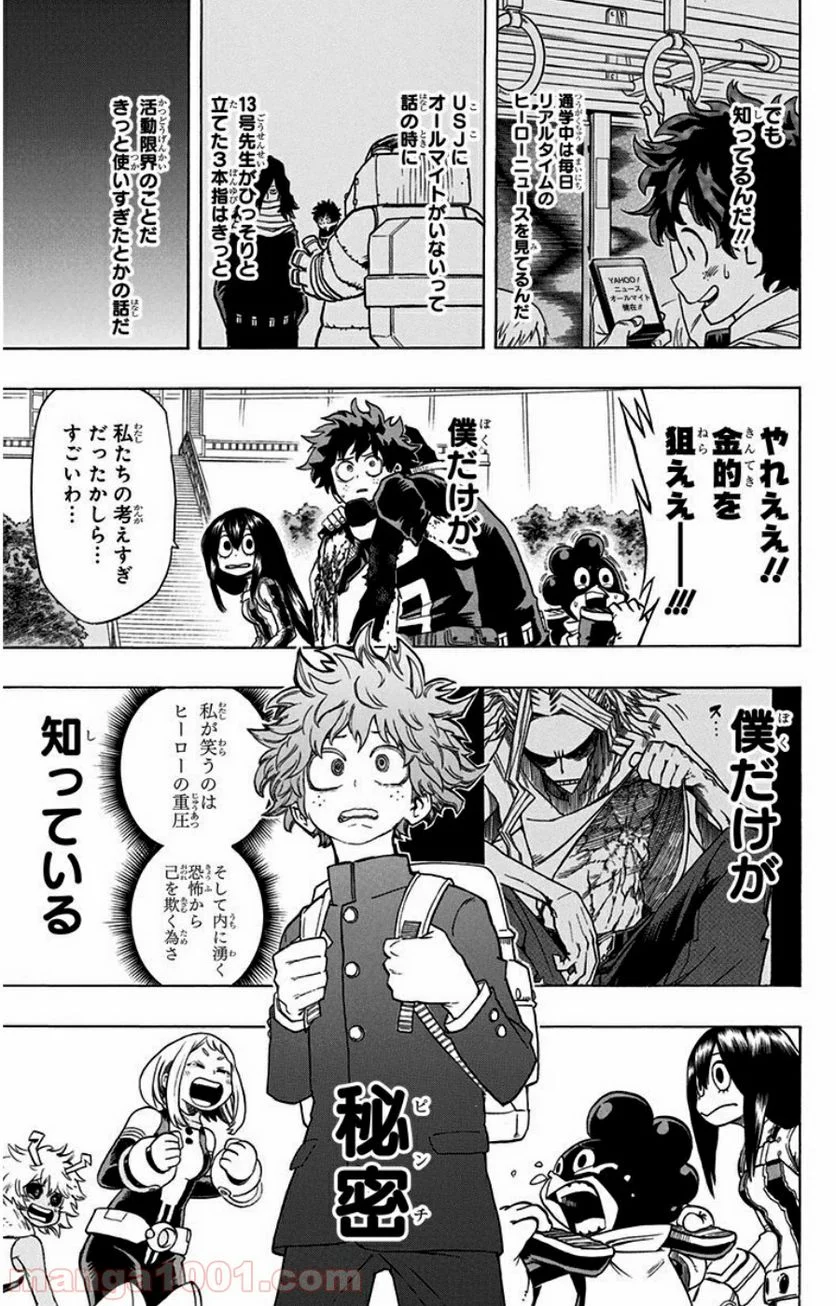 でも
知ってるんだ!!
通学中は毎日
リアルタイムの
ヒーローニュースを見てるんだ
YAHOO!
ニュース
オールマイト
現在!!
USJに
オールマイトがいないって
話の時に
13号先生がひっそりと
立てた3本指はきっと
活動限界のことだ
きっと使いすぎたとかの話だ
やれええ!!
金的を
狙ええーー!!!
僕だけが
私たちの考えすぎ
だったかしら…
すごいわ…
僕だけが
私が笑うのは
ヒーローの重圧
そして内に湧く
恐怖から
己を欺く為さ
知っている
秘密
ピンチ
manga1001.com